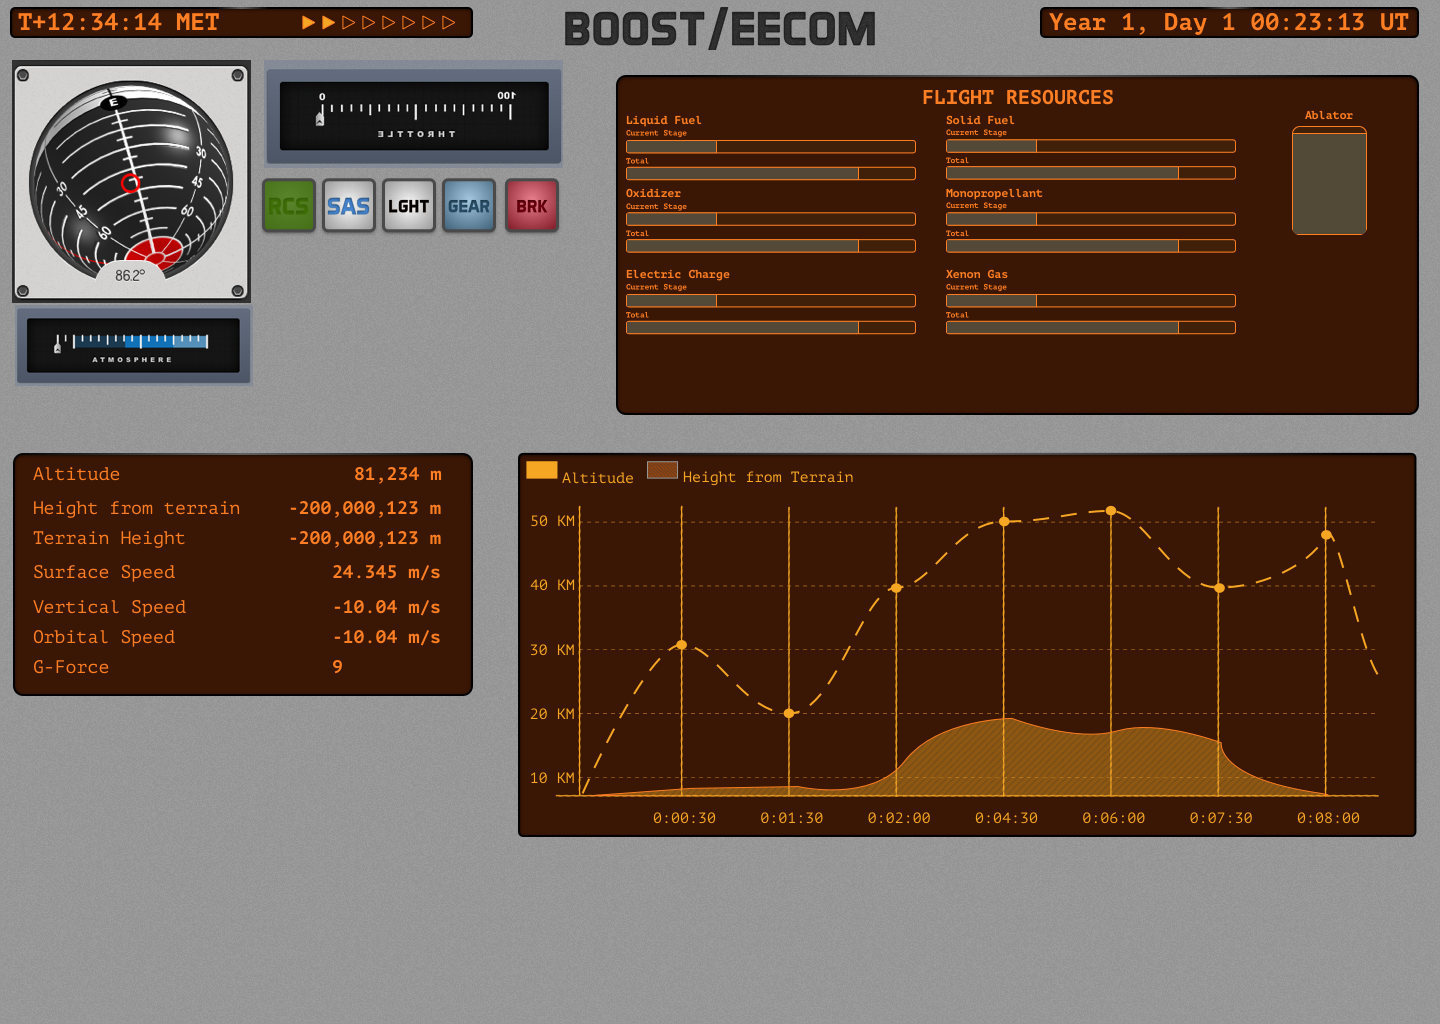 T+12:34:14 MET
BOOST/EECOM
Year 1, Day 1 00:23:13 UT
E
30
45
60
30
45
60
86.2°
0 100
THROTTLE
RCS SAS LGHT GEAR BRK
ATMOSPHERE
FLIGHT RESOURCES
Liquid Fuel
Current Stage
Total
Oxidizer
Current Stage
Total
Electric Charge
Current Stage
Total
Solid Fuel
Current Stage
Total
Monopropellant
Current Stage
Total
Xenon Gas
Current Stage
Total
Ablator
Altitude 81,234 m
Height from terrain -200,000,123 m
Terrain Height -200,000,123 m
Surface Speed 24.345 m/s
Vertical Speed -10.04 m/s
Orbital Speed -10.04 m/s
G-Force 9
Altitude Height from Terrain
50 KM
40 KM
30 KM
20 KM
10 KM
0:00:30 0:01:30 0:02:00 0:04:30 0:06:00 0:07:30 0:08:00